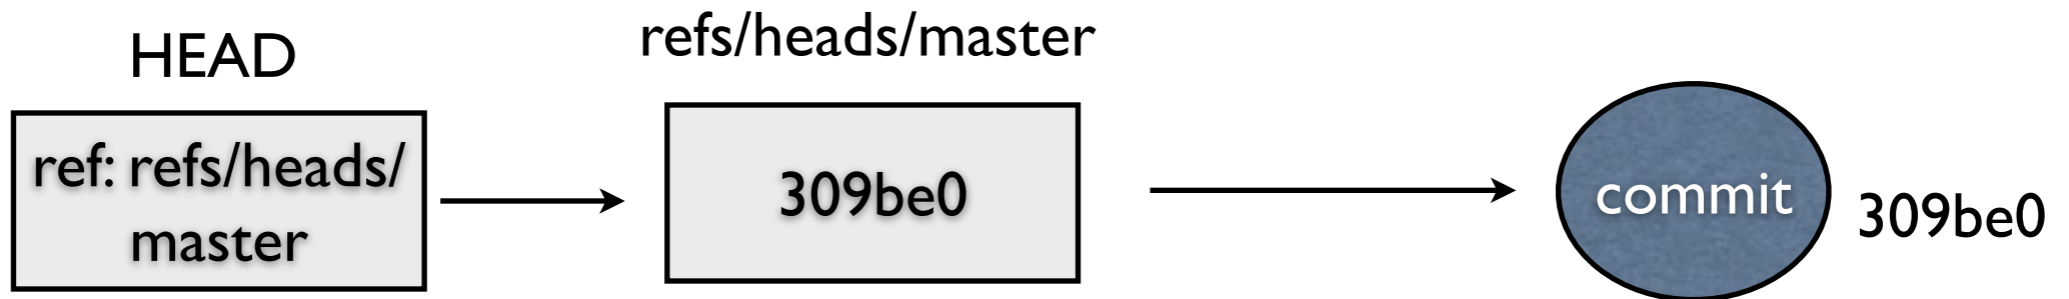 HEAD
ref: refs/heads/
master
refs/heads/master
309be0
commit
309be0